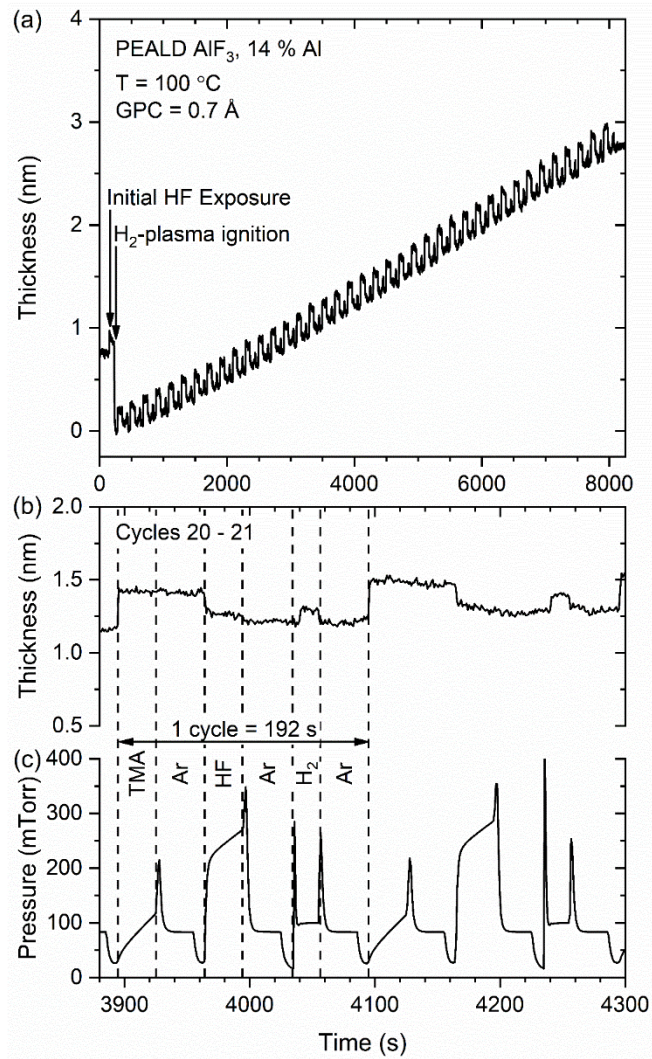 (a)
PEALD AlF₃, 14 % Al
T = 100 °C
GPC = 0.7 Å
Initial HF Exposure
H₂-plasma ignition
Thickness (nm)
4
3
2
1
0
0 2000 4000 6000 8000
(b)
Cycles 20 - 21
Thickness (nm)
2.0
1.5
1.0
0.5
1 cycle = 192 s
(c)
TMA Ar HF Ar H₂ Ar
Pressure (mTorr)
400
300
200
100
0
3900 4000 4100 4200 4300
Time (s)